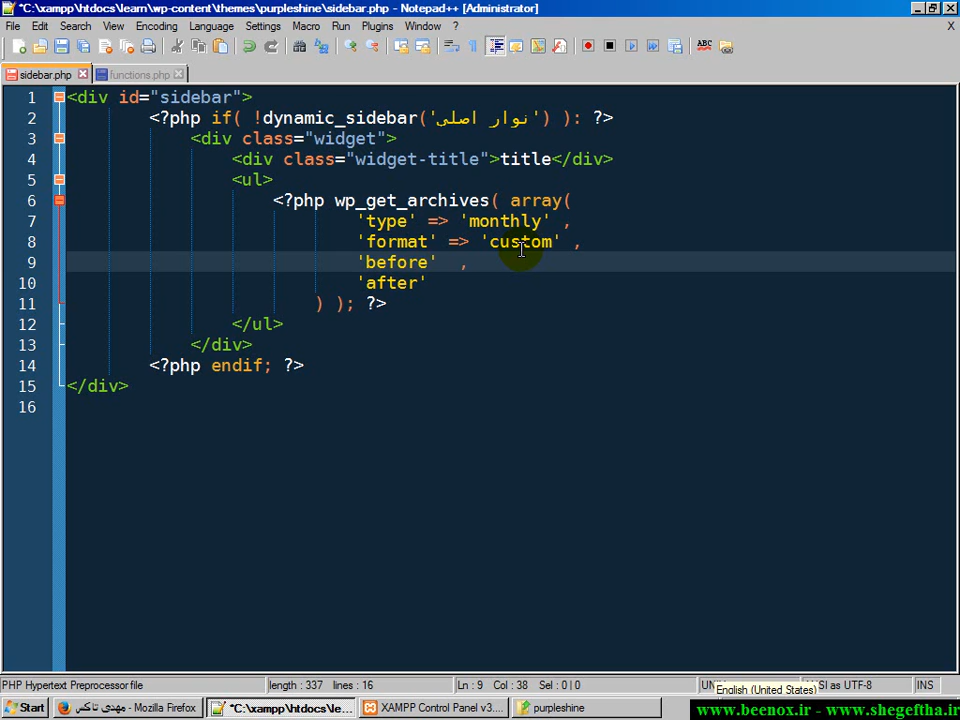 *C:\xampp\htdocs\learn\wp-content\themes\purpleshine\sidebar.php - Notepad++ [Administrator]
File Edit Search View Encoding Language Settings Macro Run Plugins Window ? X
sidebar.php functions.php
1 <div id="sidebar">
2 <?php if( !dynamic_sidebar('نوار اصلی') ): ?>
3 <div class="widget">
4 <div class="widget-title">title</div>
5 <ul>
6 <?php wp_get_archives( array(
7 'type' => 'monthly' ,
8 'format' => 'custom' ,
9 'before' ,
10 'after'
11 ) ); ?>
12 </ul>
13 </div>
14 <?php endif; ?>
15 </div>
16
PHP Hypertext Preprocessor file length : 337 lines : 16 Ln : 9 Col : 38 Sel : 0 | 0 INS
English (United States)
Start مهدی تاکس - Mozilla Firefox *C:\xampp\htdocs\le... XAMPP Control Panel v3.... purpleshine
www.beenox.ir - www.shegeftha.ir